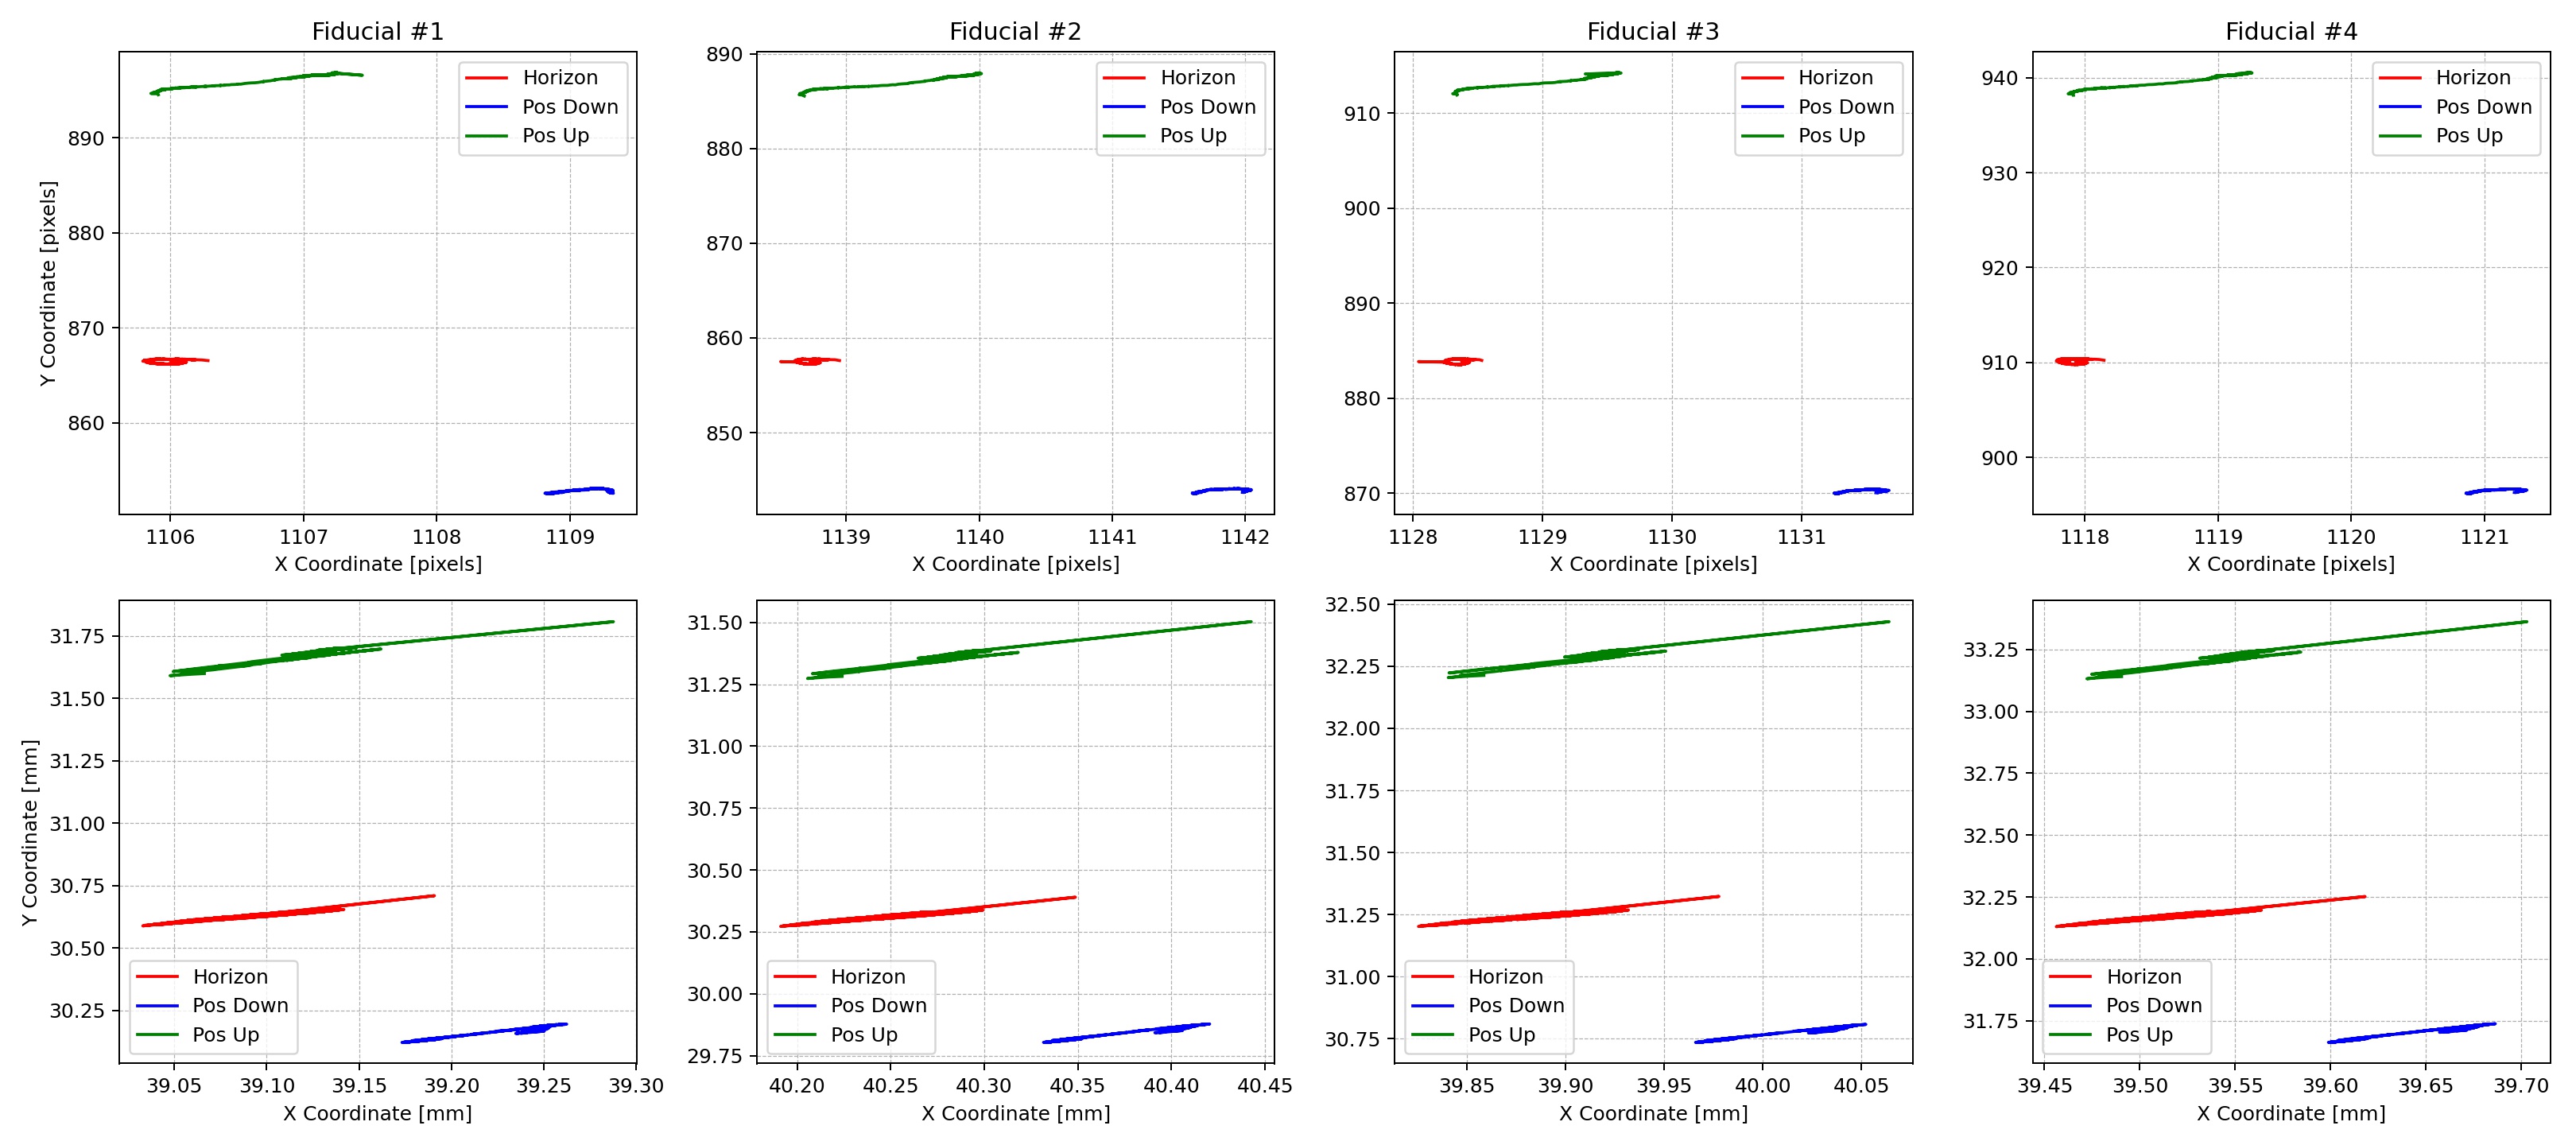 Fiducial #1
Fiducial #2
Fiducial #3
Fiducial #4
Y Coordinate [pixels]
890
880
870
860
Horizon
Pos Down
Pos Up
1106 1107 1108 1109
X Coordinate [pixels]
890
880
870
860
850
Horizon
Pos Down
Pos Up
1139 1140 1141 1142
X Coordinate [pixels]
910
900
890
880
870
Horizon
Pos Down
Pos Up
1128 1129 1130 1131
X Coordinate [pixels]
940
930
920
910
900
Horizon
Pos Down
Pos Up
1118 1119 1120 1121
X Coordinate [pixels]
Y Coordinate [mm]
31.75
31.50
31.25
31.00
30.75
30.50
30.25
Horizon
Pos Down
Pos Up
39.05 39.10 39.15 39.20 39.25 39.30
X Coordinate [mm]
31.50
31.25
31.00
30.75
30.50
30.25
30.00
29.75
Horizon
Pos Down
Pos Up
40.20 40.25 40.30 40.35 40.40 40.45
X Coordinate [mm]
32.50
32.25
32.00
31.75
31.50
31.25
31.00
30.75
Horizon
Pos Down
Pos Up
39.85 39.90 39.95 40.00 40.05
X Coordinate [mm]
33.25
33.00
32.75
32.50
32.25
32.00
31.75
Horizon
Pos Down
Pos Up
39.45 39.50 39.55 39.60 39.65 39.70
X Coordinate [mm]